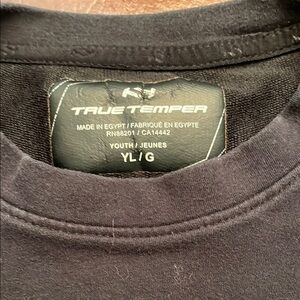 TRUE TEMPER
MADE IN EGYPT / FABRIQUÉ EN EGYPTE
RN88201 / CA14442
YOUTH / JEUNES
YL / G